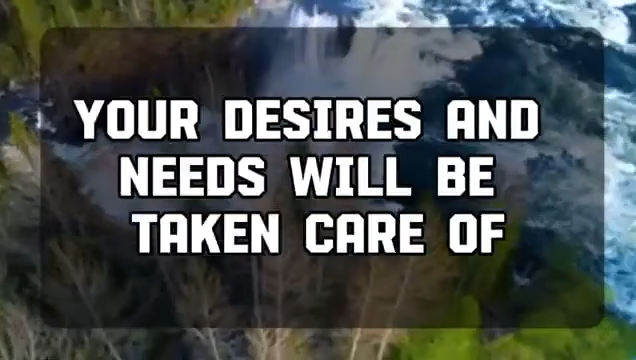 YOUR DESIRES AND
NEEDS WILL BE
TAKEN CARE OF